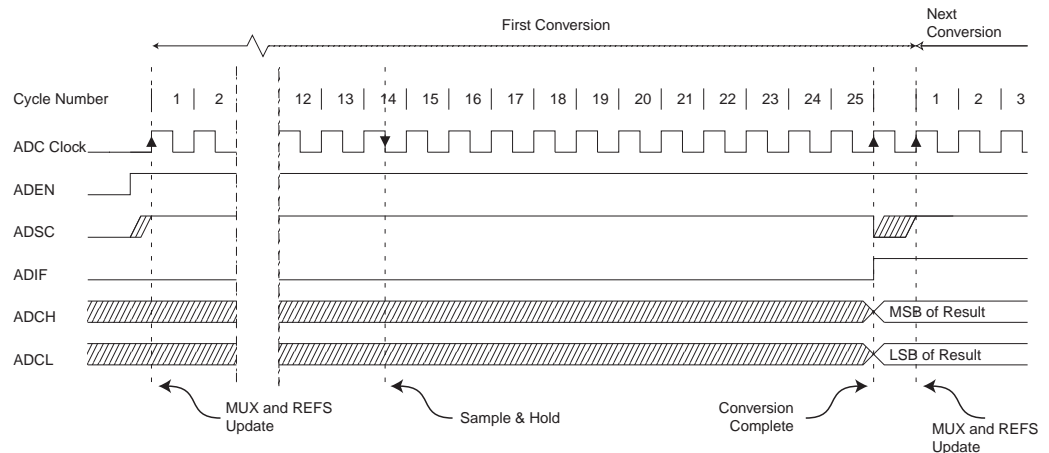 First Conversion
Next
Conversion
Cycle Number 1 2 12 13 14 15 16 17 18 19 20 21 22 23 24 25 1 2 3
ADC Clock
ADEN
ADSC
ADIF
ADCH MSB of Result
ADCL LSB of Result
MUX and REFS
Update
Sample & Hold
Conversion
Complete
MUX and REFS
Update